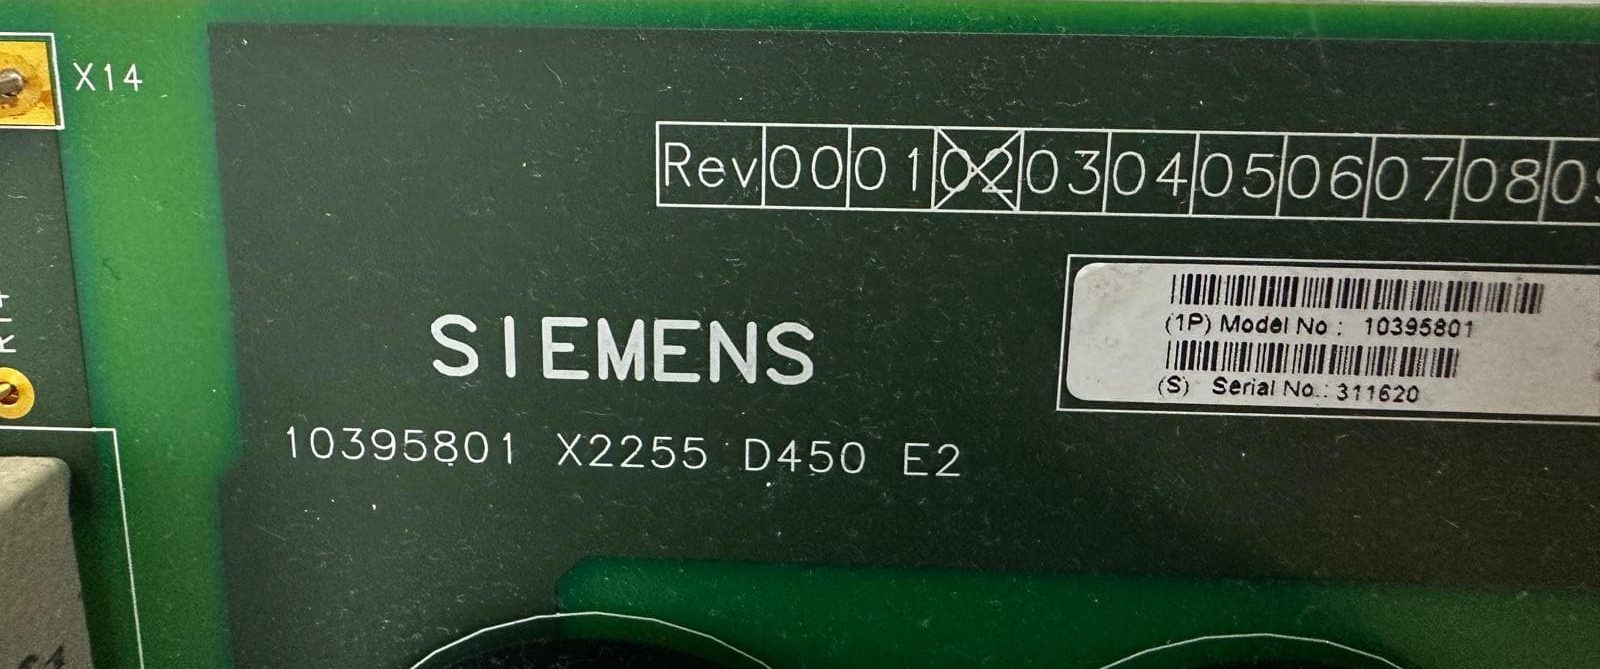 X14
Rev 00 01 02 03 04 05 06 07 08
SIEMENS
10395801 X2255 D450 E2
(1P) Model No : 10395801
(S) Serial No.: 311620